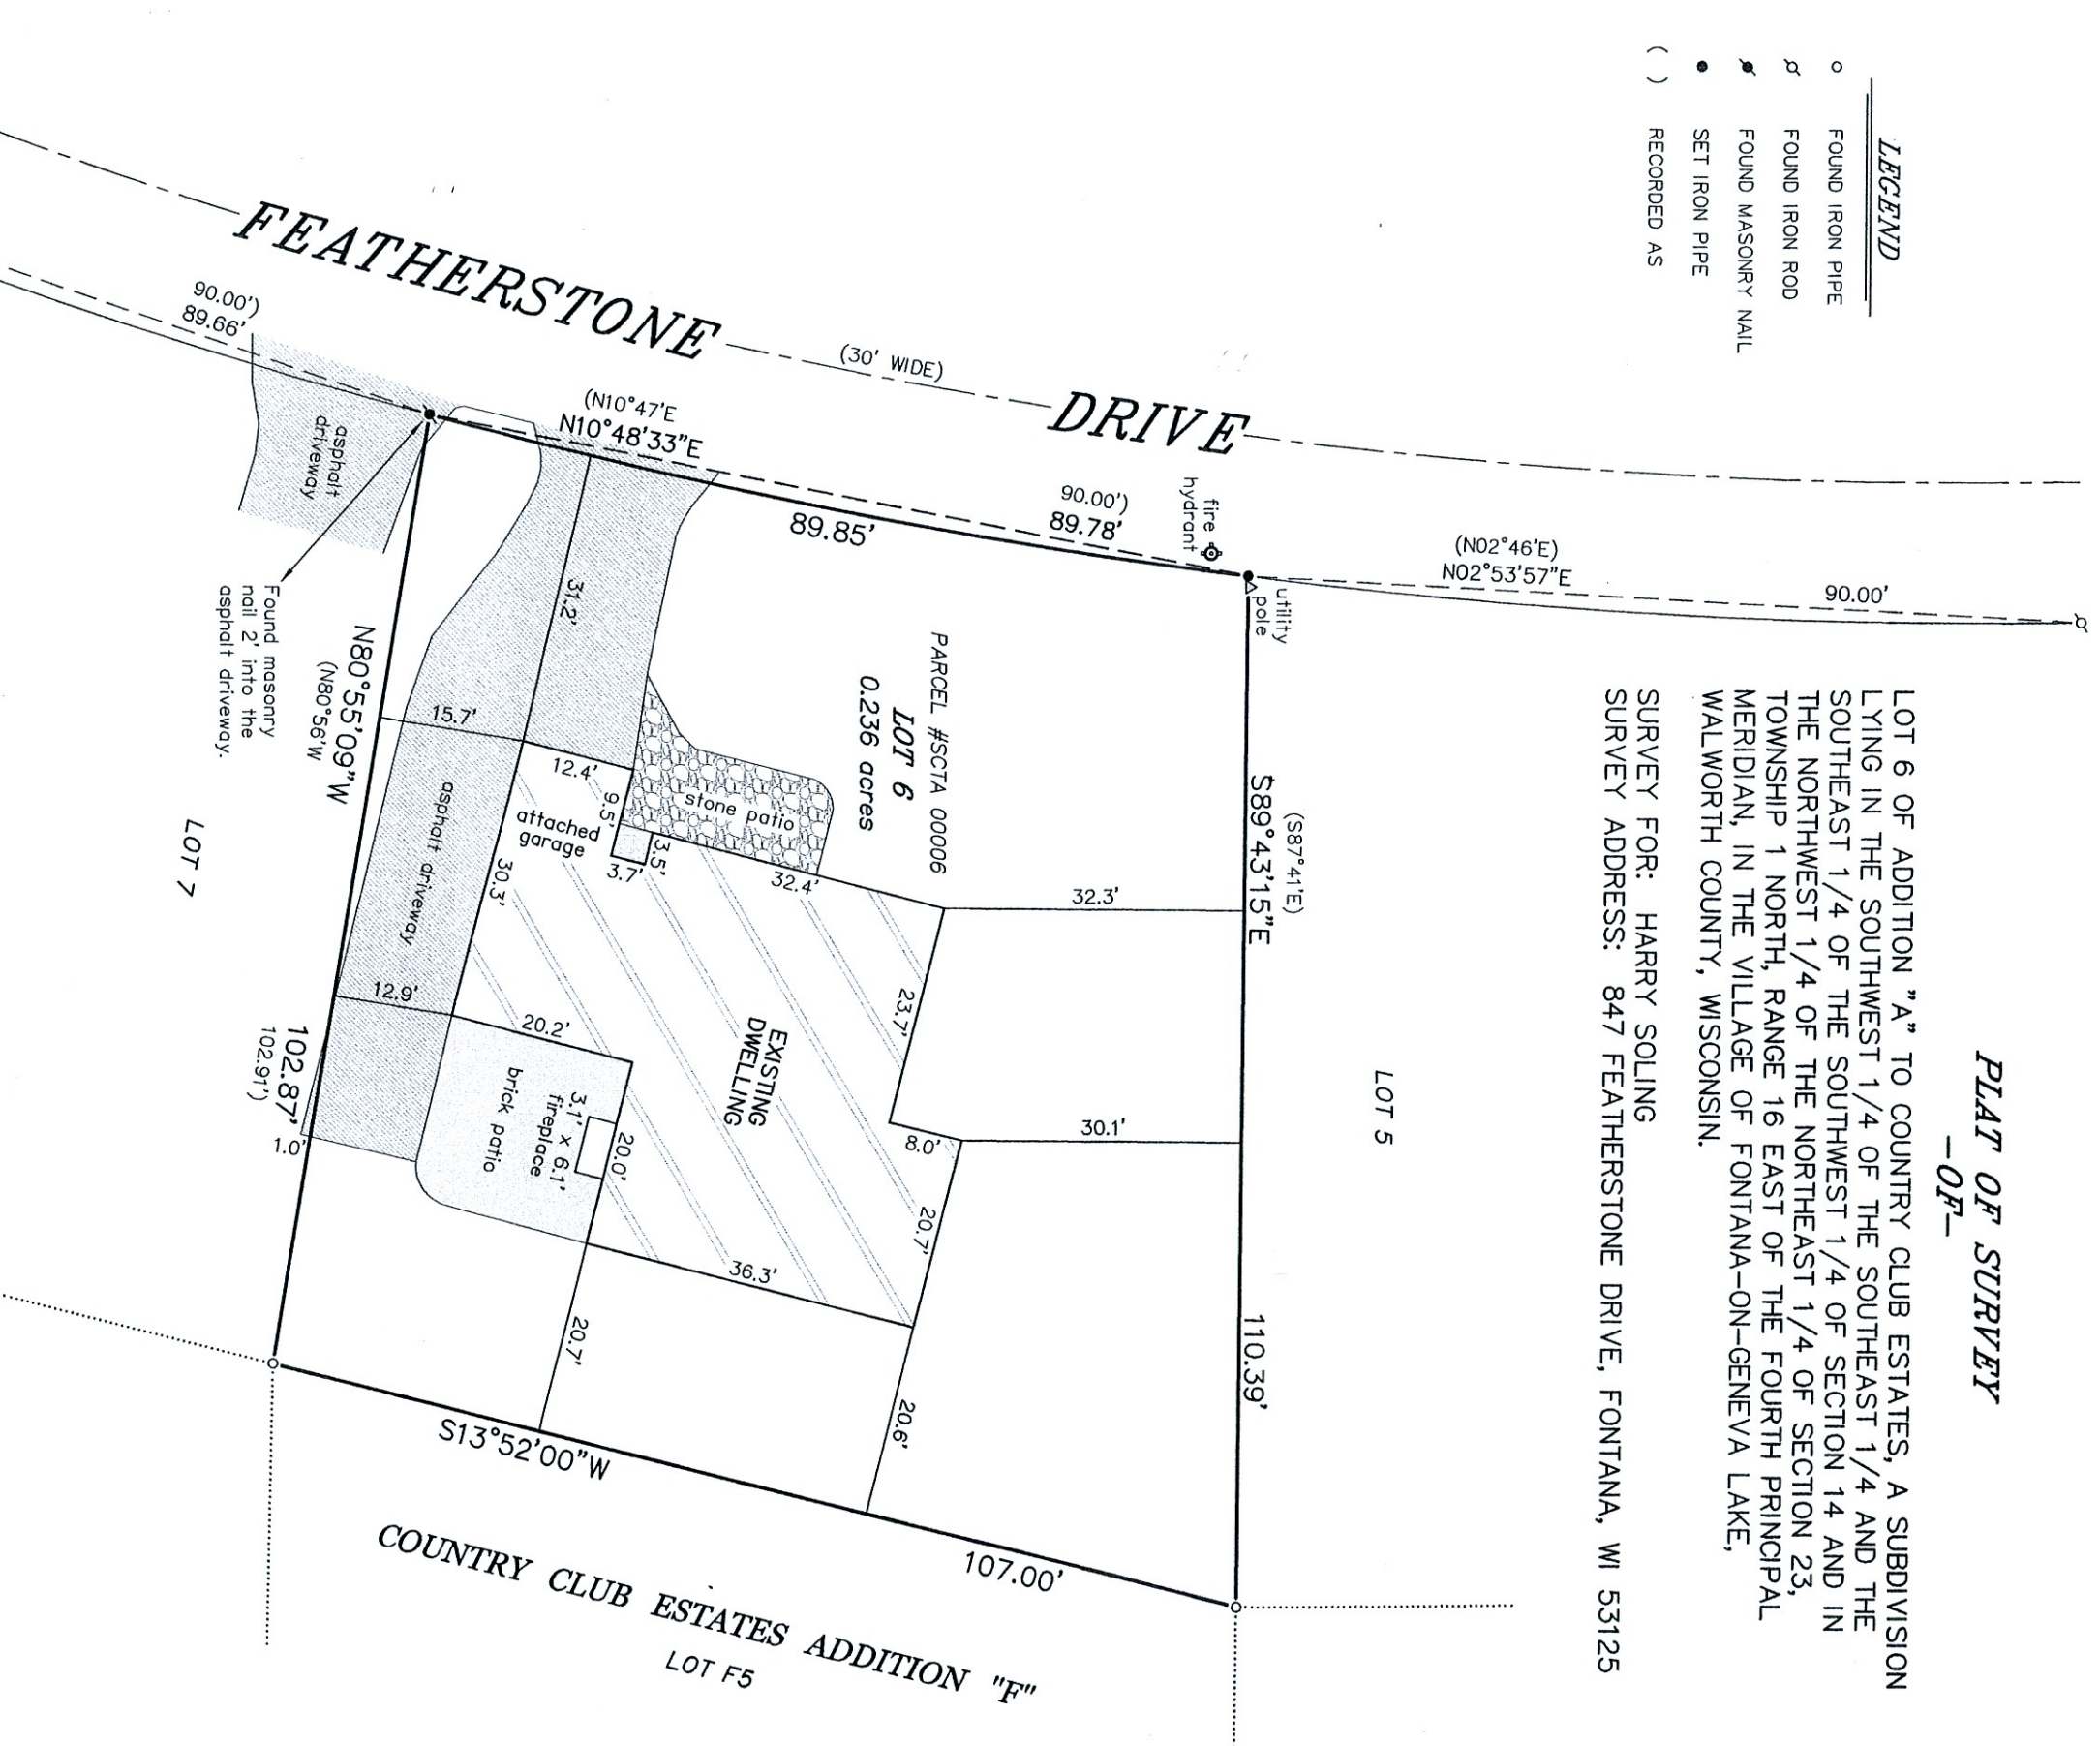 PLAT OF SURVEY
-OF-
LOT 6 OF ADDITION "A" TO COUNTRY CLUB ESTATES, A SUBDIVISION
LYING IN THE SOUTHWEST 1/4 OF THE SOUTHEAST 1/4 AND THE
SOUTHEAST 1/4 OF THE SOUTHWEST 1/4 OF SECTION 14 AND IN
THE NORTHWEST 1/4 OF THE NORTHEAST 1/4 OF SECTION 23,
TOWNSHIP 1 NORTH, RANGE 16 EAST OF THE FOURTH PRINCIPAL
MERIDIAN, IN THE VILLAGE OF FONTANA-ON-GENEVA LAKE,
WALWORTH COUNTY, WISCONSIN.
SURVEY FOR: HARRY SOLING
SURVEY ADDRESS: 847 FEATHERSTONE DRIVE, FONTANA, WI 53125
LEGEND
FOUND IRON PIPE
FOUND IRON ROD
FOUND MASONRY NAIL
SET IRON PIPE
( ) RECORDED AS
FEATHERSTONE DRIVE
(30' WIDE)
(N02°46'E)
N02°53'57"E
90.00'
fire
hydrant
utility
pole
90.00')
89.78'
89.85'
(N10°47'E
N10°48'33"E
90.00')
89.66'
asphalt
driveway
LOT 5
(S87°41'E)
S89°43'15"E
110.39'
32.3'
30.1'
PARCEL #SCTA 00006
LOT 6
0.236 acres
31.2'
stone patio
15.7'
12.4'
9.5'
3.5'
3.7'
32.4'
23.7'
8.0'
20.7'
attached
garage
30.3'
EXISTING
DWELLING
asphalt driveway
12.9'
20.2'
20.0'
3.1' x 6.1'
fireplace
brick patio
36.3'
20.7'
20.6'
1.0'
Found masonry
nail 2' into the
asphalt driveway.
N80°55'09"W
(N80°56'W
102.87'
102.91')
LOT 7
S13°52'00"W
107.00'
COUNTRY CLUB ESTATES ADDITION "F"
LOT F5